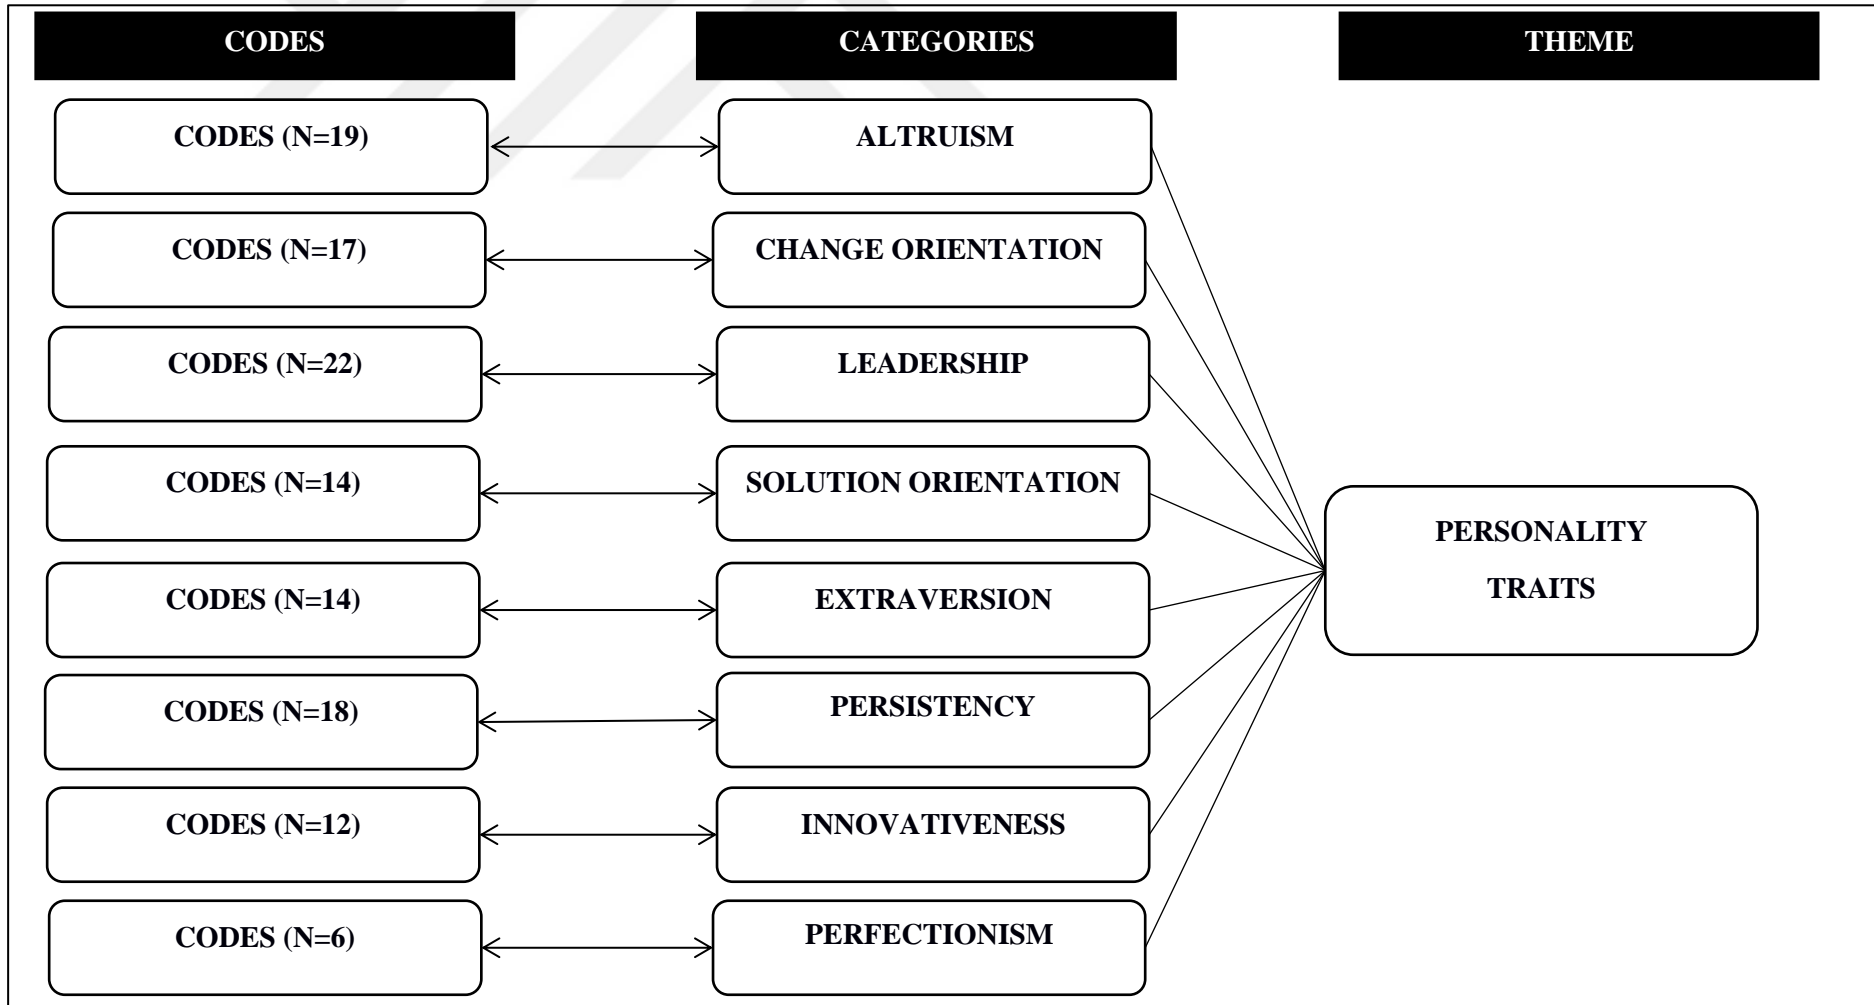 CODES
CATEGORIES
THEME
CODES (N=19)
ALTRUISM
CODES (N=17)
CHANGE ORIENTATION
CODES (N=22)
LEADERSHIP
CODES (N=14)
SOLUTION ORIENTATION
CODES (N=14)
EXTRAVERSION
CODES (N=18)
PERSISTENCY
CODES (N=12)
INNOVATIVENESS
CODES (N=6)
PERFECTIONISM
PERSONALITY
TRAITS